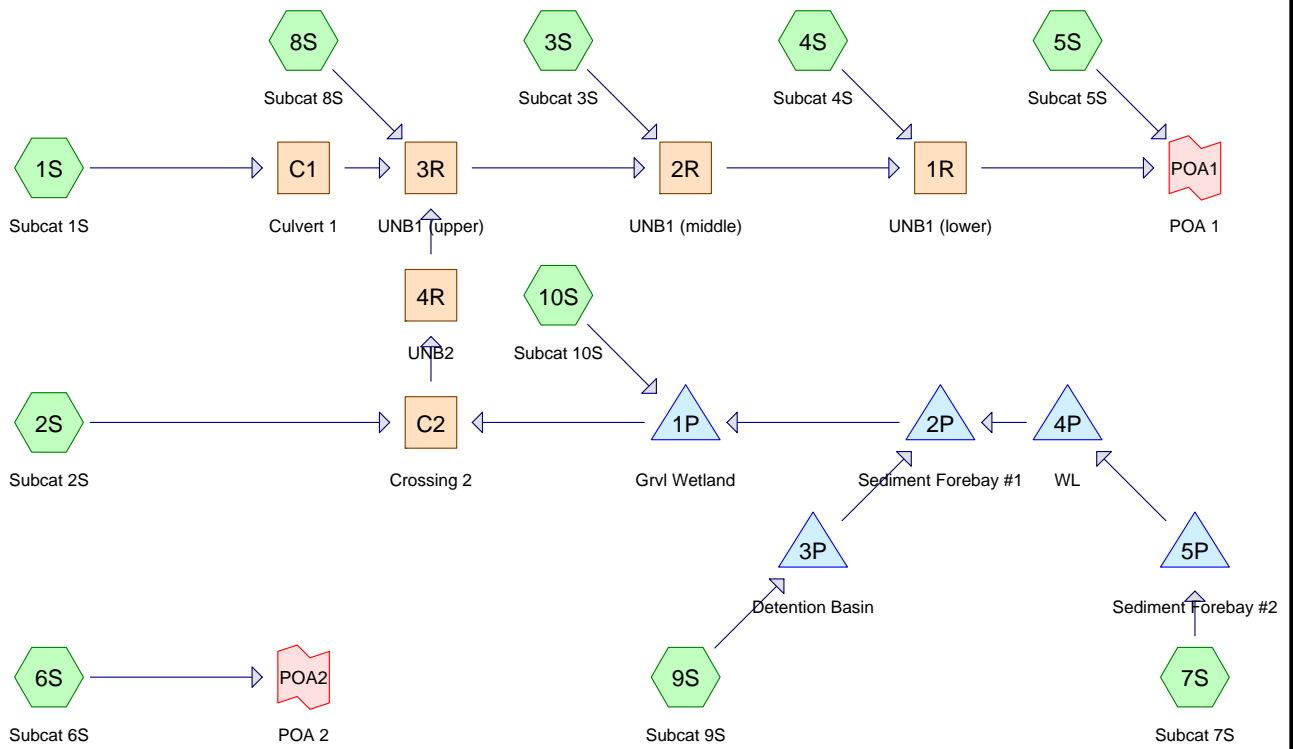 8S
3S
4S
5S
Subcat 8S
Subcat 3S
Subcat 4S
Subcat 5S
1S
C1
3R
2R
1R
POA1
Subcat 1S
Culvert 1
UNB1 (upper)
UNB1 (middle)
UNB1 (lower)
POA 1
4R
10S
UNB2
Subcat 10S
2S
C2
1P
2P
4P
Subcat 2S
Crossing 2
Grvl Wetland
Sediment Forebay #1
WL
3P
5P
Detention Basin
Sediment Forebay #2
6S
POA2
9S
7S
Subcat 6S
POA 2
Subcat 9S
Subcat 7S